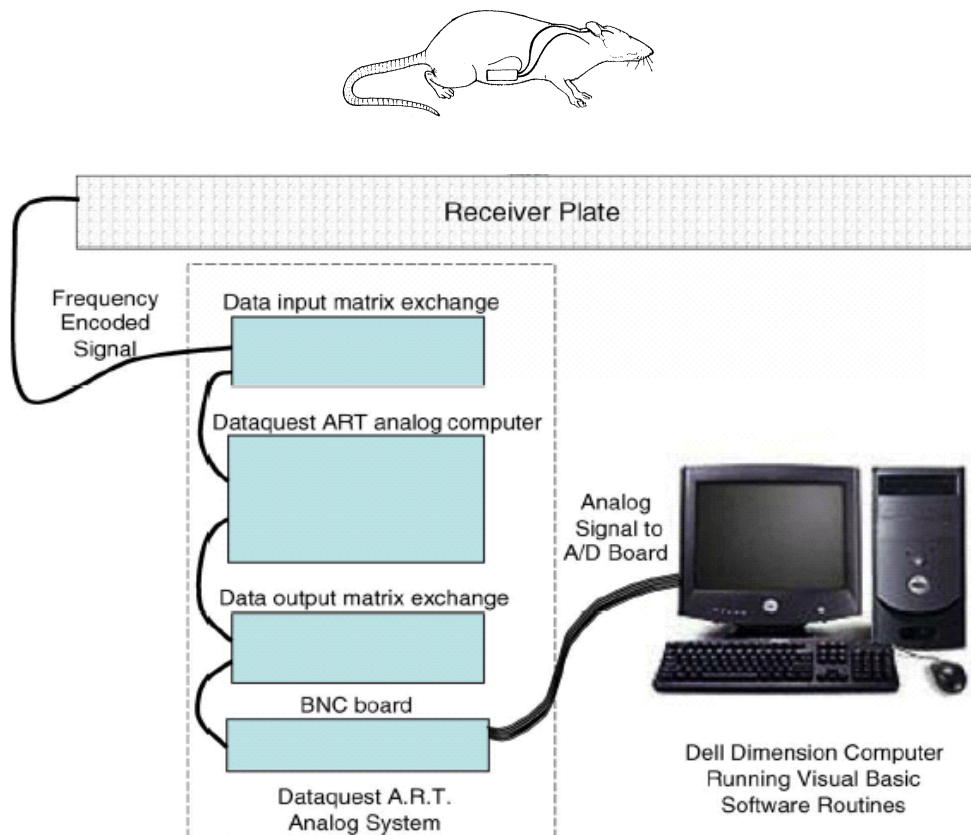 Receiver Plate
Frequency
Encoded
Signal
Data input matrix exchange
Dataquest ART analog computer
Analog
Signal to
A/D Board
Data output matrix exchange
BNC board
Dataquest A.R.T.
Analog System
Dell Dimension Computer
Running Visual Basic
Software Routines